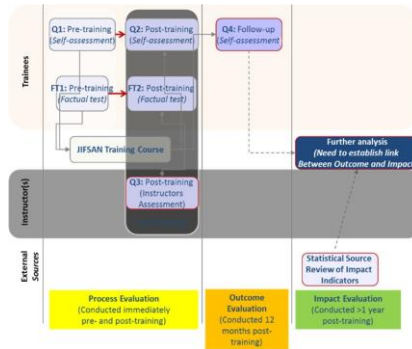 Trainees
Q1: Pre-training
(Self-assessment)
Q2: Post-training
(Self-assessment)
Q4: Follow-up
(Self-assessment
FT1: Pre-training
(Factual test)
FT2: Post-training
(Factual test)
JIFSAN Training Course
Further analysis
(Need to establish link
Between Outcome and Impact
Instructor(s)
Q3: Post-training
(Instructors
Assessment)
External
Sources
Statistical Source
Review of Impact
Indicators
Process Evaluation
(Conducted immediately
pre- and post-training)
Outcome
Evaluation
(Conducted 12
months post-
training)
Impact Evaluation
(Conducted >1 year
post-training)